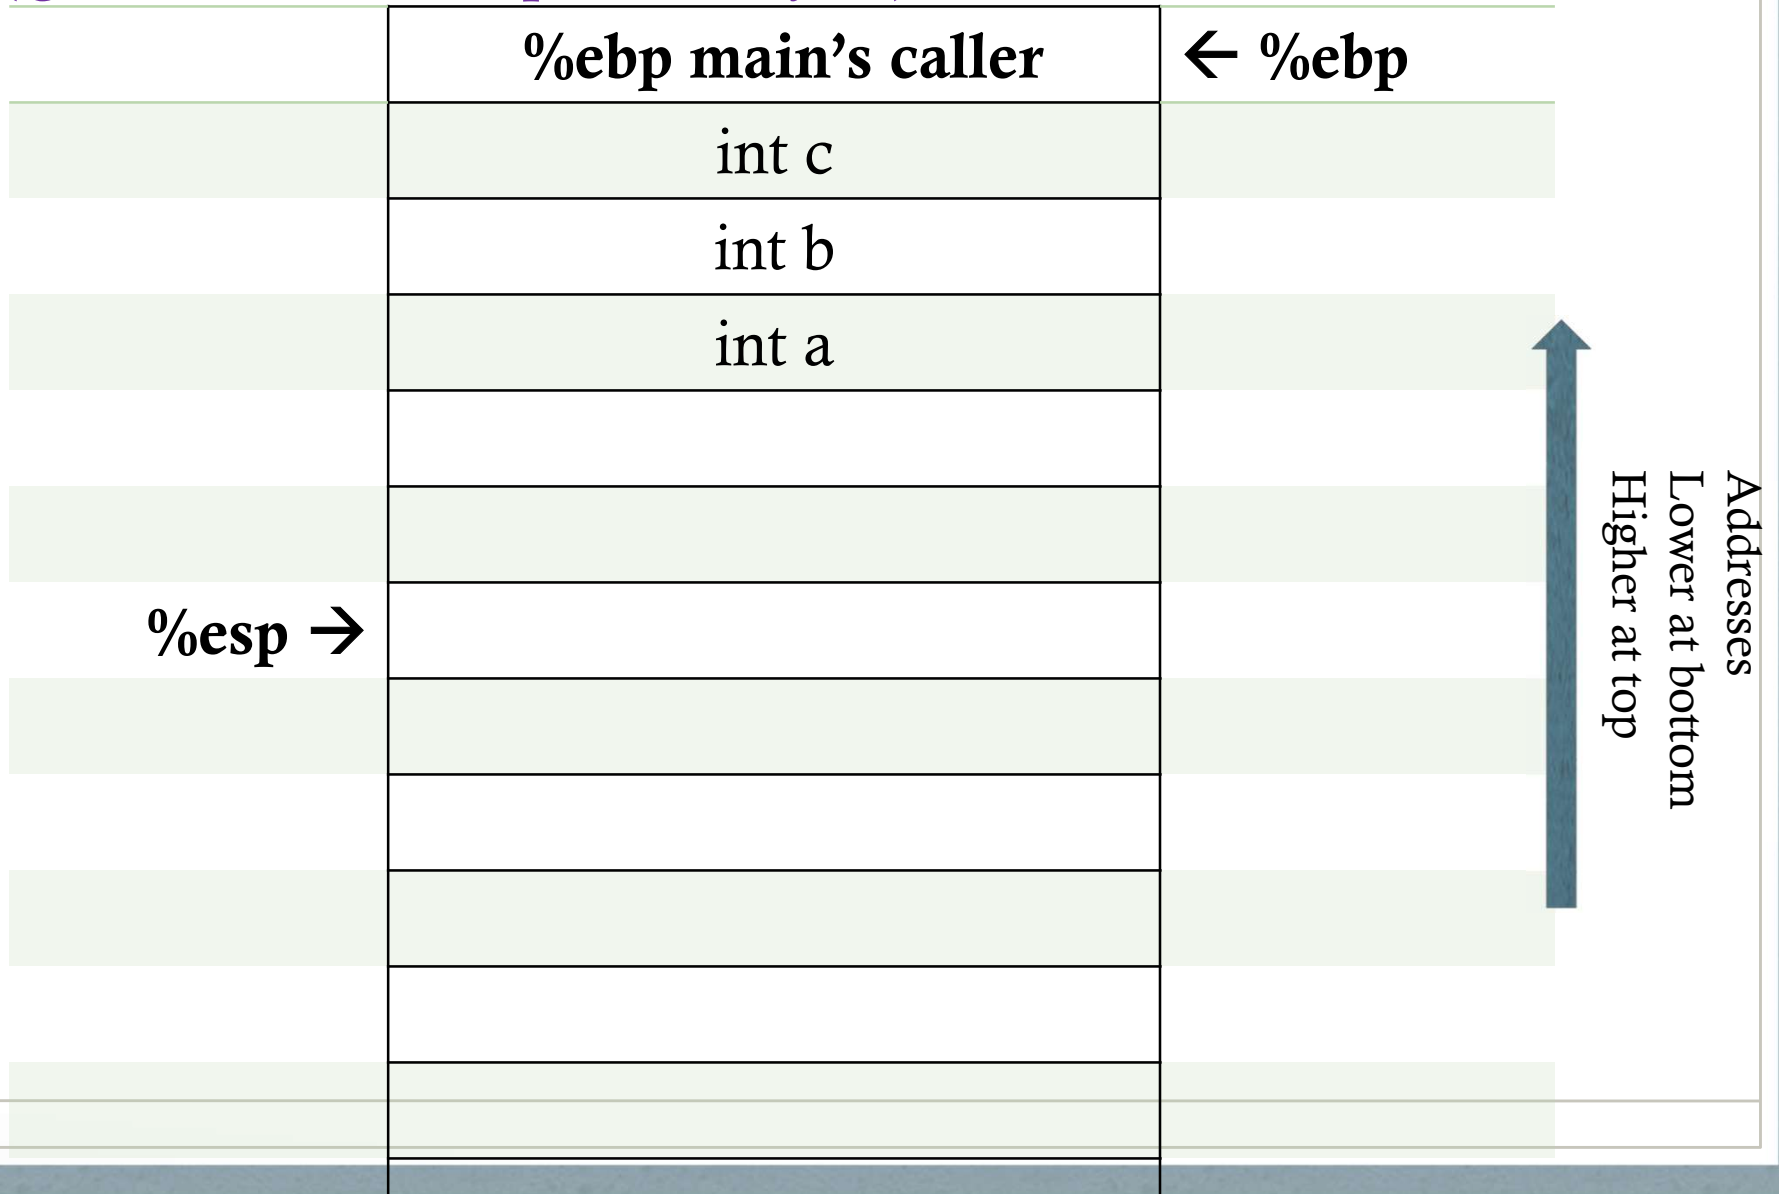 %ebp main’s caller ← %ebp
int c
int b
int a
%esp →
Addresses
Lower at bottom
Higher at top